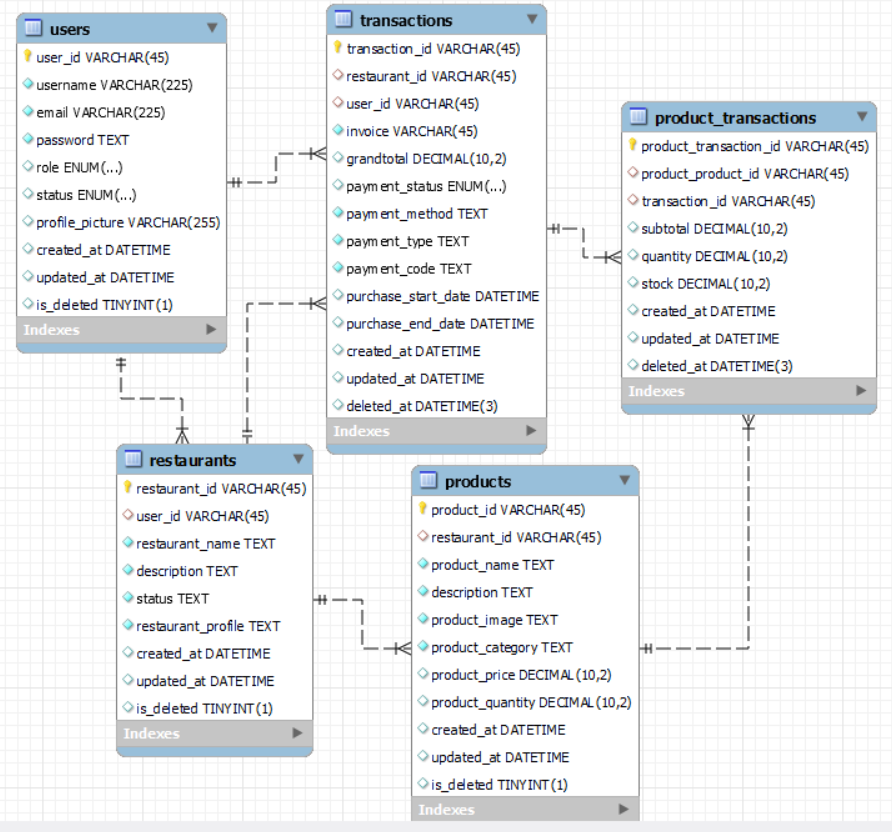 users
user_id VARCHAR(45)
username VARCHAR(225)
email VARCHAR(225)
password TEXT
role ENUM(...)
status ENUM(...)
profile_picture VARCHAR(255)
created_at DATETIME
updated_at DATETIME
is_deleted TINYINT(1)
Indexes
transactions
transaction_id VARCHAR(45)
restaurant_id VARCHAR(45)
user_id VARCHAR(45)
invoice VARCHAR(45)
grandtotal DECIMAL(10,2)
payment_status ENUM(...)
payment_method TEXT
payment_type TEXT
payment_code TEXT
purchase_start_date DATETIME
purchase_end_date DATETIME
created_at DATETIME
updated_at DATETIME
deleted_at DATETIME(3)
Indexes
product_transactions
product_transaction_id VARCHAR(45)
product_product_id VARCHAR(45)
transaction_id VARCHAR(45)
subtotal DECIMAL(10,2)
quantity DECIMAL(10,2)
stock DECIMAL(10,2)
created_at DATETIME
updated_at DATETIME
deleted_at DATETIME(3)
Indexes
restaurants
restaurant_id VARCHAR(45)
user_id VARCHAR(45)
restaurant_name TEXT
description TEXT
status TEXT
restaurant_profile TEXT
created_at DATETIME
updated_at DATETIME
is_deleted TINYINT(1)
Indexes
products
product_id VARCHAR(45)
restaurant_id VARCHAR(45)
product_name TEXT
description TEXT
product_image TEXT
product_category TEXT
product_price DECIMAL(10,2)
product_quantity DECIMAL(10,2)
created_at DATETIME
updated_at DATETIME
is_deleted TINYINT(1)
Indexes